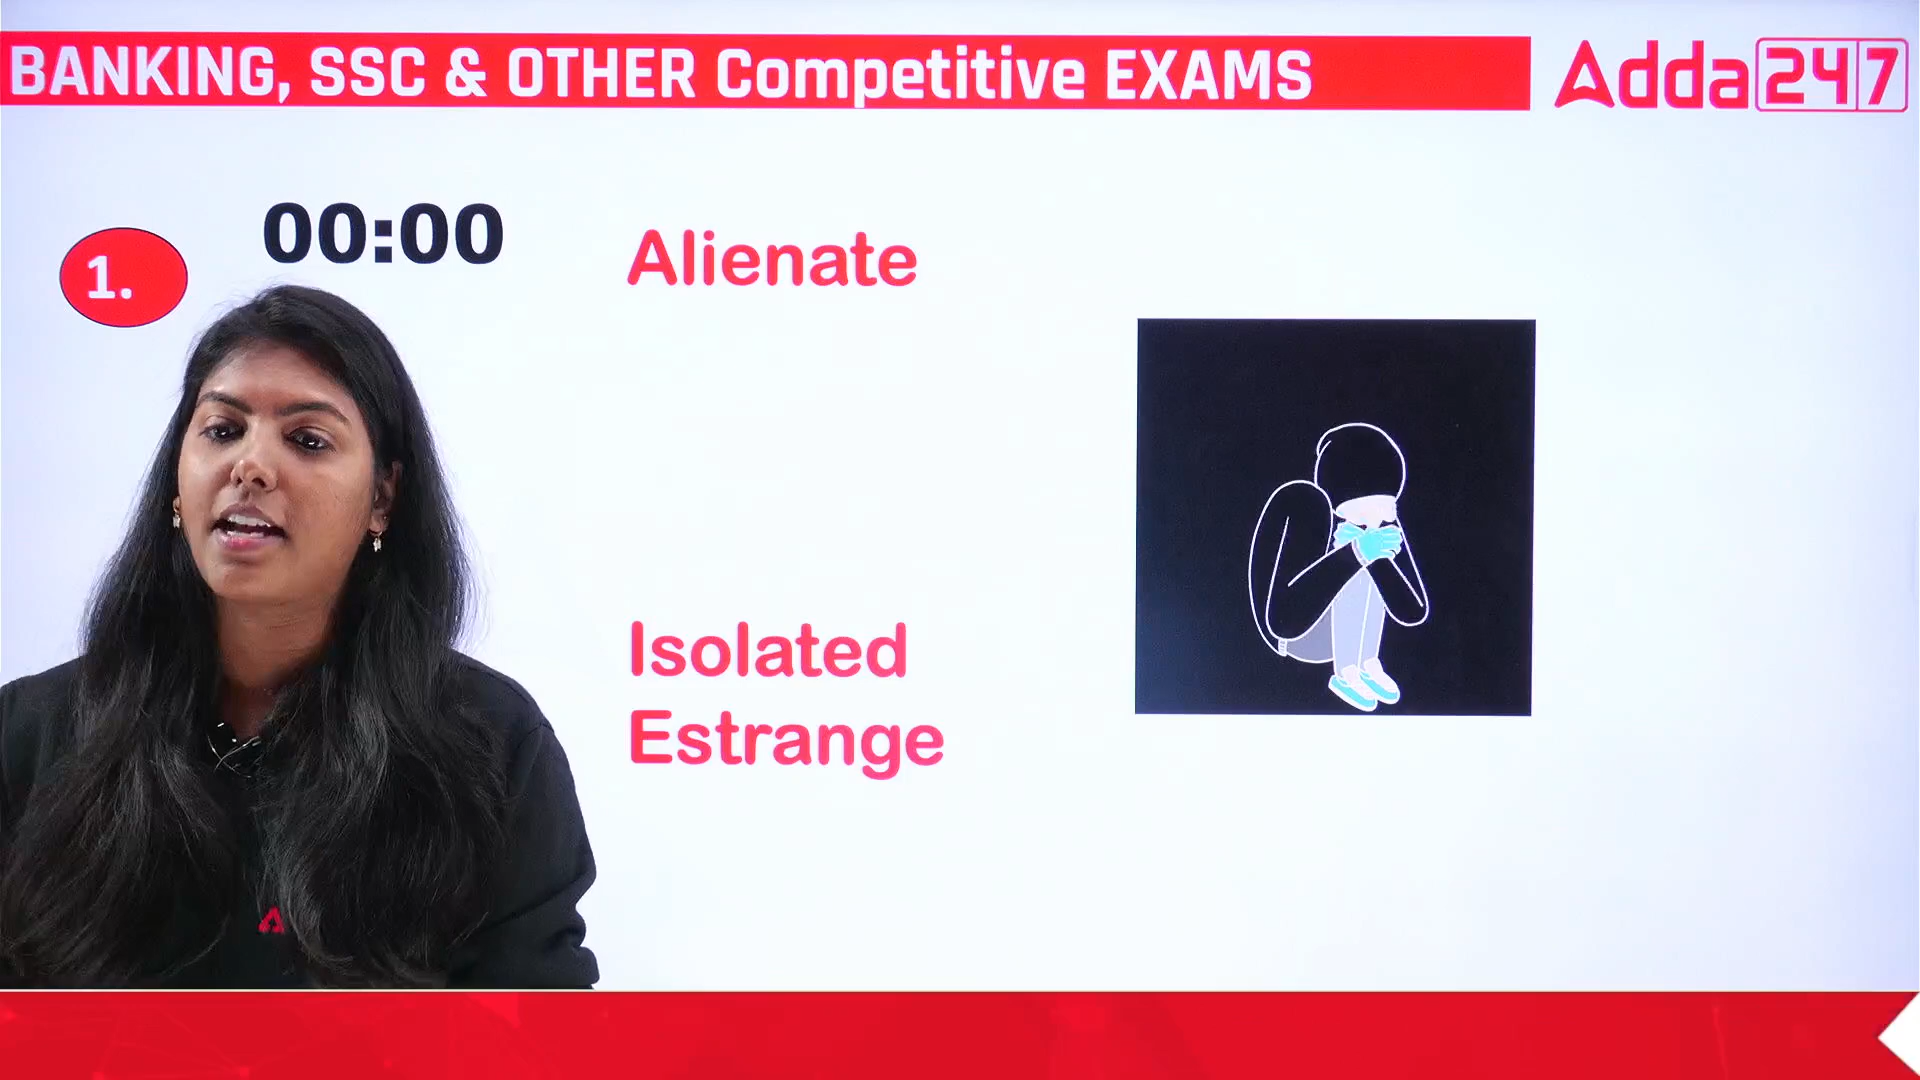 BANKING, SSC & OTHER Competitive EXAMS
Adda247
00:00
1.
Alienate
Isolated
Estrange